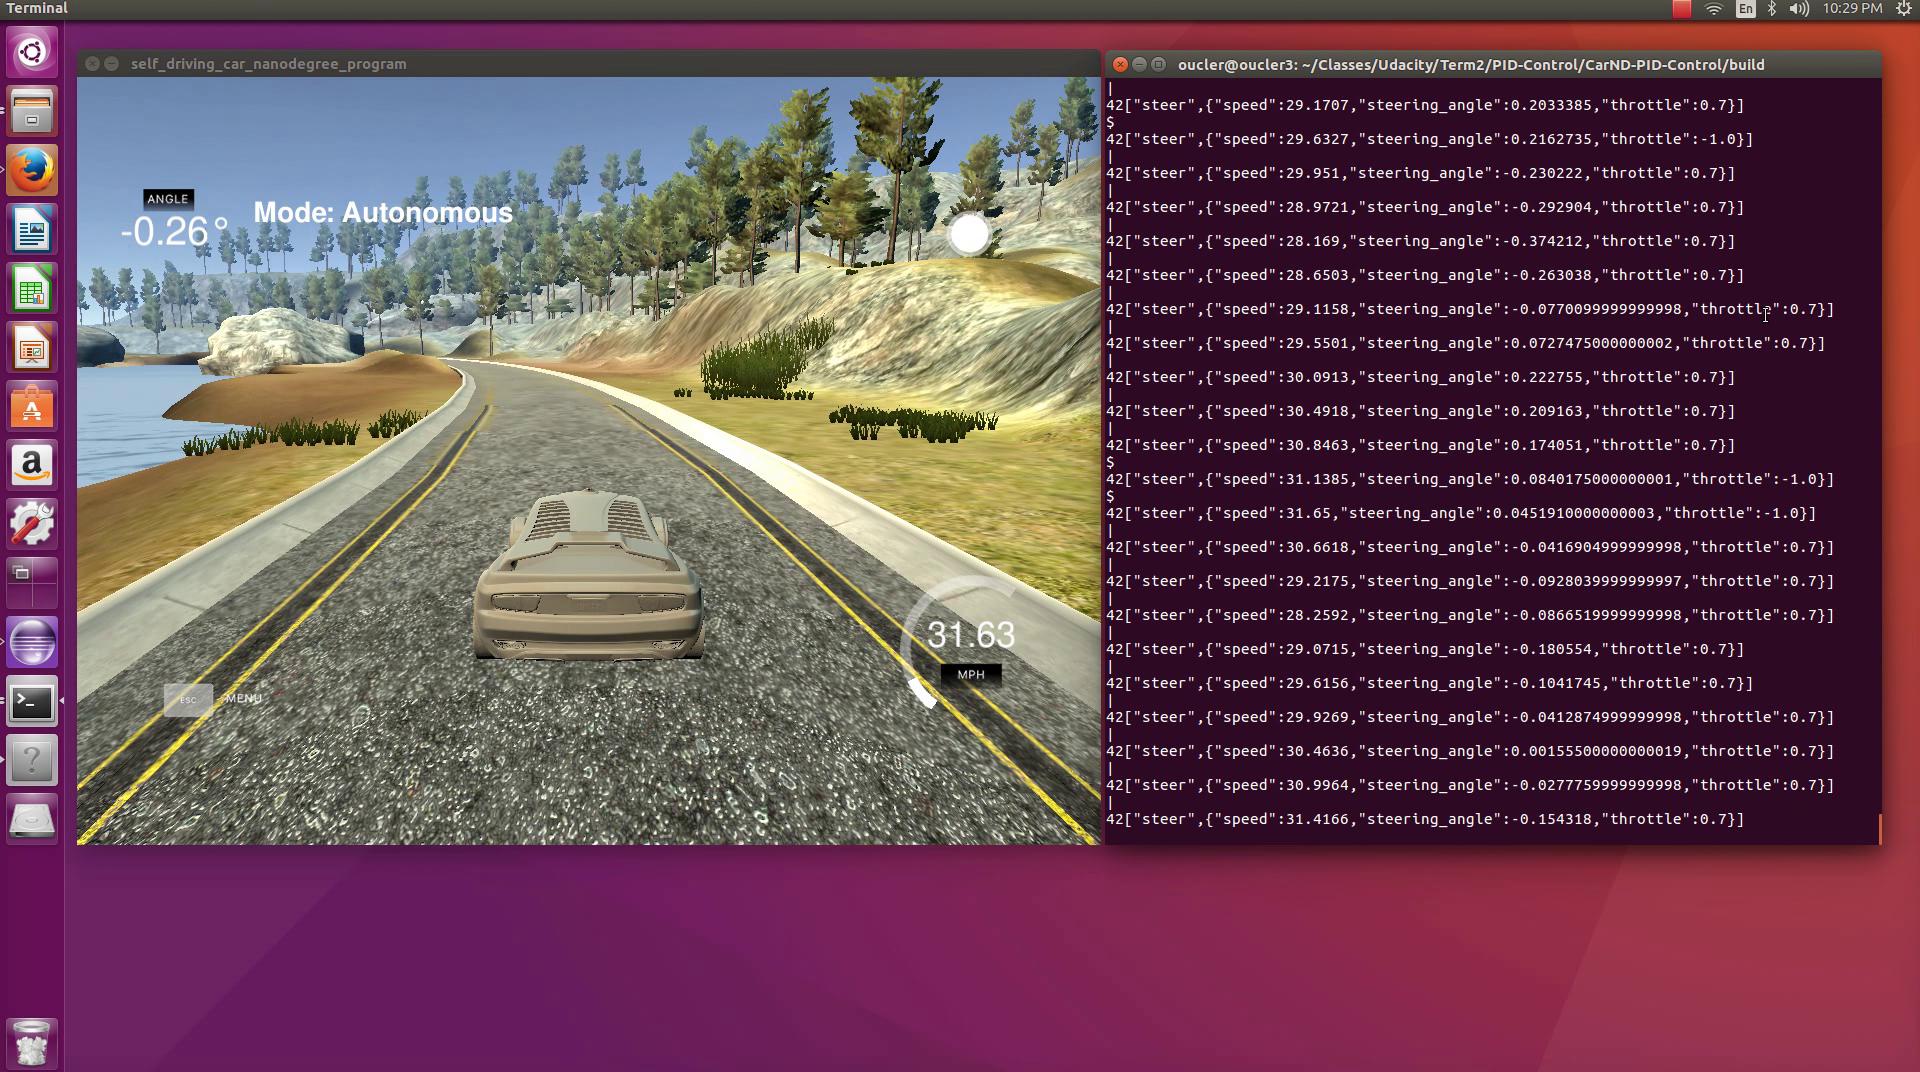 Terminal
En
10:29 PM
self_driving_car_nanodegree_program
ANGLE
-0.26°
Mode: Autonomous
31.63
MPH
ESC
MENU
a
>_
?
oucler@oucler3: ~/Classes/Udacity/Term2/PID-Control/CarND-PID-Control/build
|
42["steer",{"speed":29.1707,"steering_angle":0.2033385,"throttle":0.7}]
$
42["steer",{"speed":29.6327,"steering_angle":0.2162735,"throttle":-1.0}]
|
42["steer",{"speed":29.951,"steering_angle":-0.230222,"throttle":0.7}]
|
42["steer",{"speed":28.9721,"steering_angle":-0.292904,"throttle":0.7}]
|
42["steer",{"speed":28.169,"steering_angle":-0.374212,"throttle":0.7}]
|
42["steer",{"speed":28.6503,"steering_angle":-0.263038,"throttle":0.7}]
|
42["steer",{"speed":29.1158,"steering_angle":-0.0770099999999998,"throttle":0.7}]
|
42["steer",{"speed":29.5501,"steering_angle":0.0727475000000002,"throttle":0.7}]
|
42["steer",{"speed":30.0913,"steering_angle":0.222755,"throttle":0.7}]
|
42["steer",{"speed":30.4918,"steering_angle":0.209163,"throttle":0.7}]
|
42["steer",{"speed":30.8463,"steering_angle":0.174051,"throttle":0.7}]
$
42["steer",{"speed":31.1385,"steering_angle":0.0840175000000001,"throttle":-1.0}]
$
42["steer",{"speed":31.65,"steering_angle":0.0451910000000003,"throttle":-1.0}]
|
42["steer",{"speed":30.6618,"steering_angle":-0.0416904999999998,"throttle":0.7}]
|
42["steer",{"speed":29.2175,"steering_angle":-0.0928039999999997,"throttle":0.7}]
|
42["steer",{"speed":28.2592,"steering_angle":-0.0866519999999998,"throttle":0.7}]
|
42["steer",{"speed":29.0715,"steering_angle":-0.180554,"throttle":0.7}]
|
42["steer",{"speed":29.6156,"steering_angle":-0.1041745,"throttle":0.7}]
|
42["steer",{"speed":29.9269,"steering_angle":-0.0412874999999998,"throttle":0.7}]
|
42["steer",{"speed":30.4636,"steering_angle":0.00155500000000019,"throttle":0.7}]
|
42["steer",{"speed":30.9964,"steering_angle":-0.0277759999999998,"throttle":0.7}]
|
42["steer",{"speed":31.4166,"steering_angle":-0.154318,"throttle":0.7}]